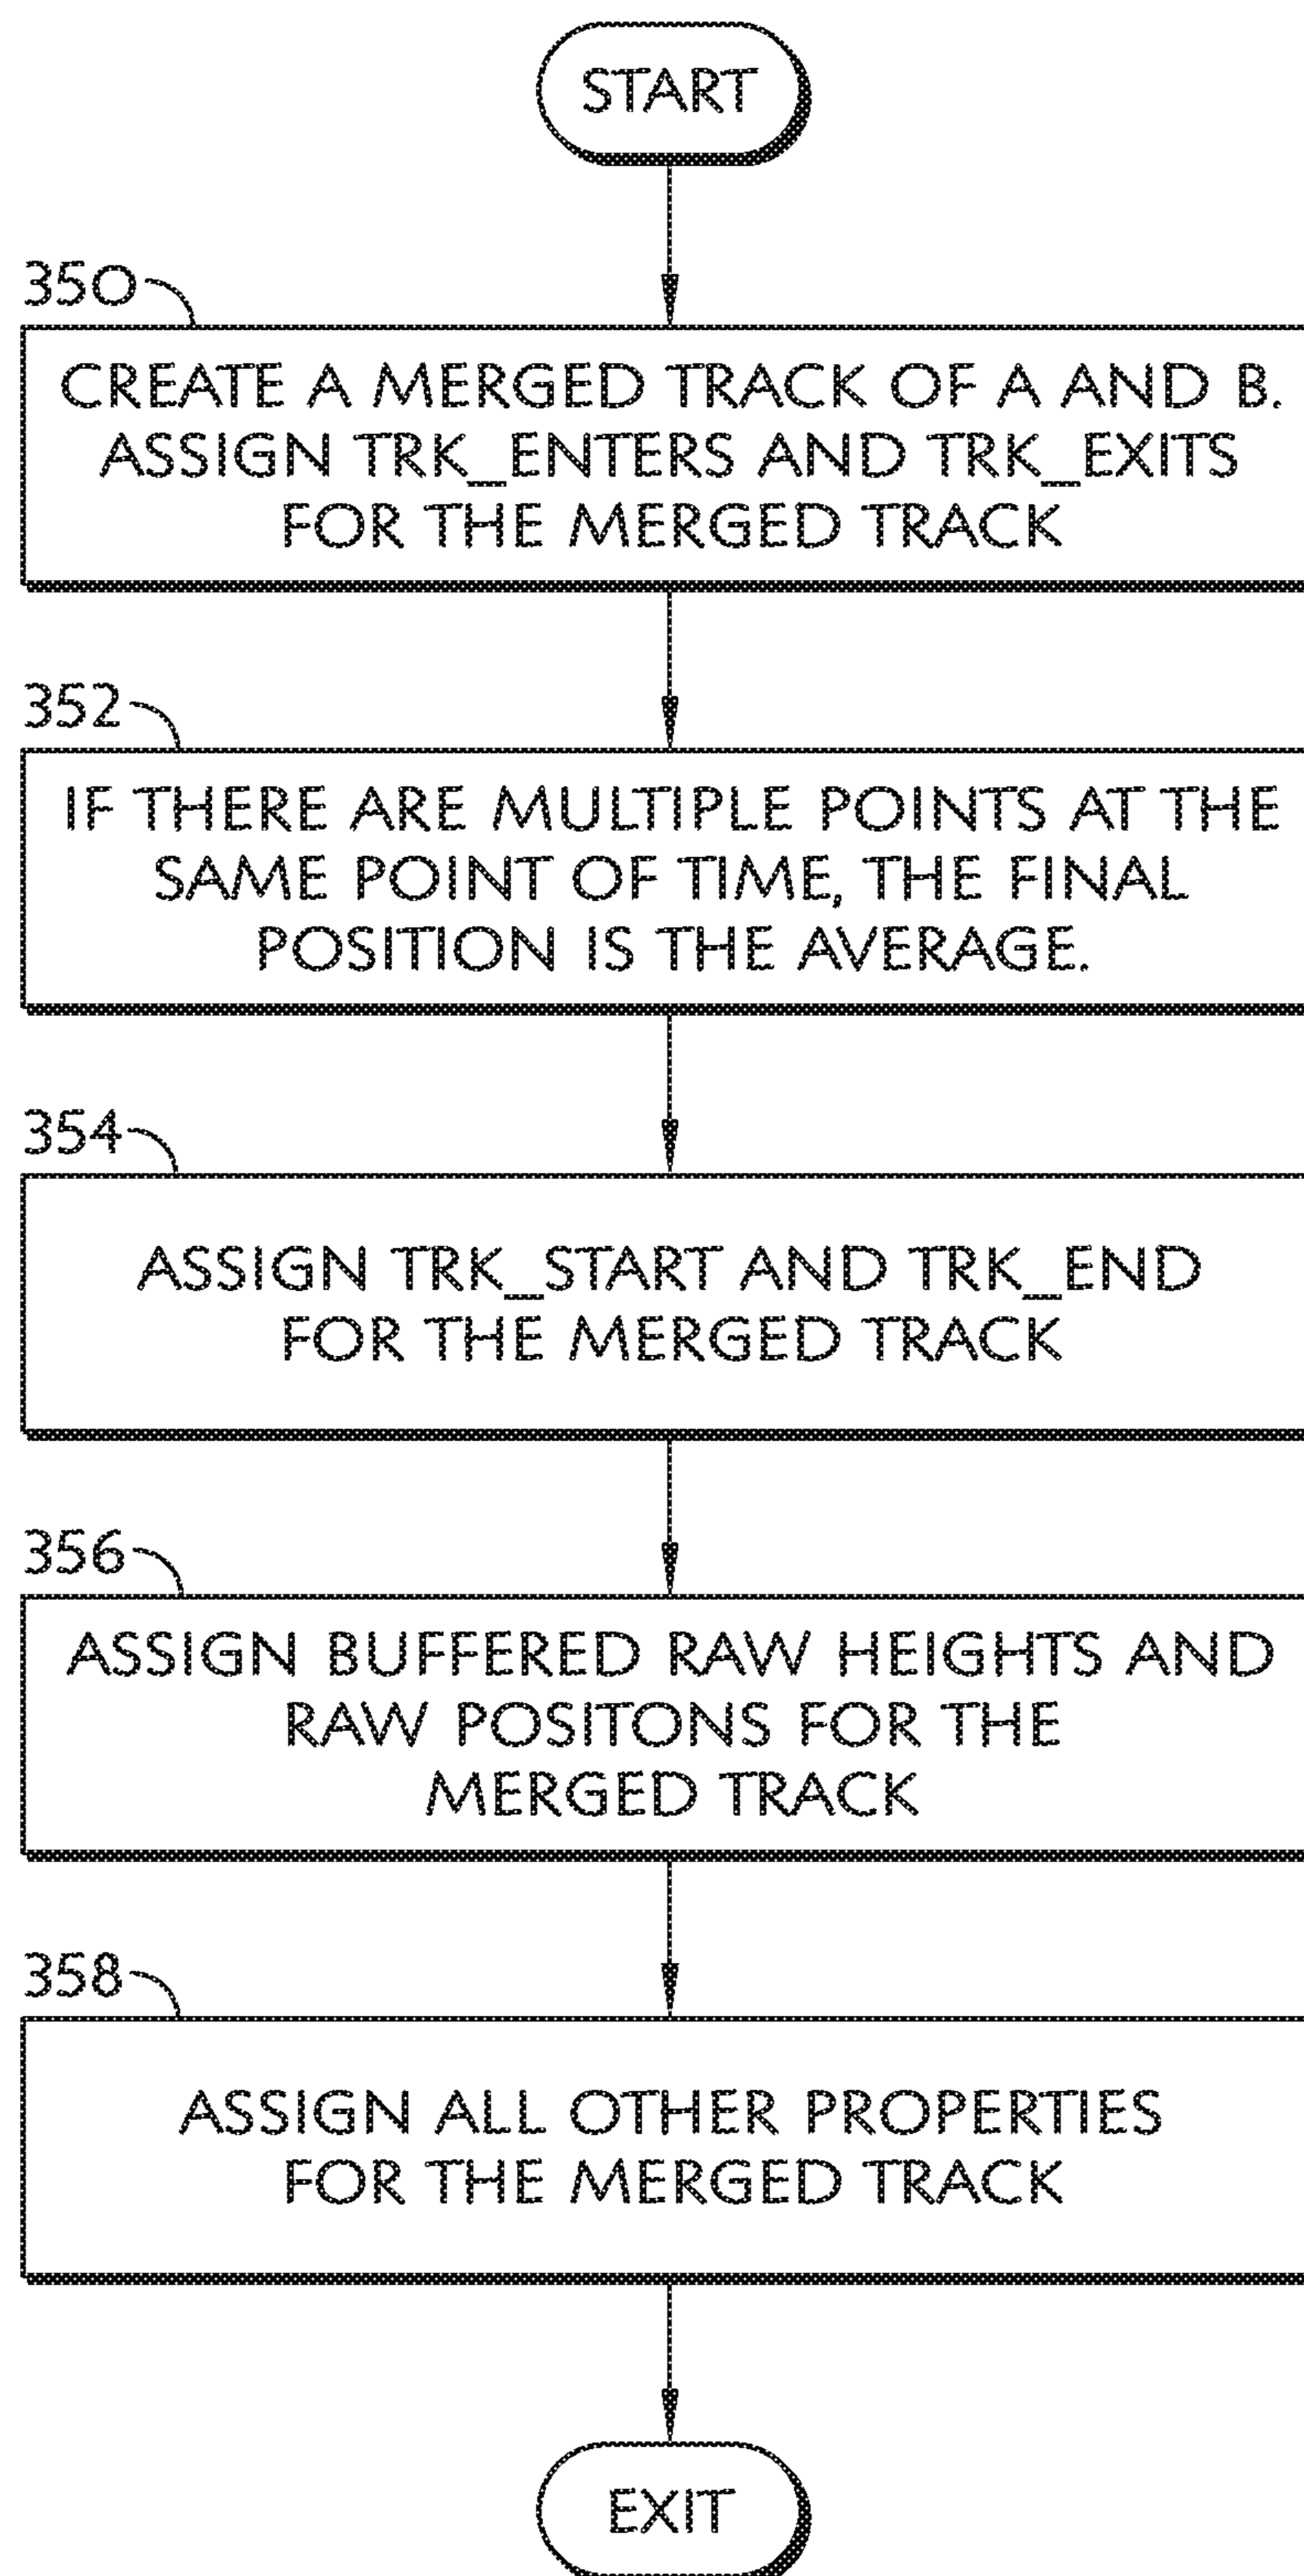 START
350
CREATE A MERGED TRACK OF A AND B.
ASSIGN TRK_ENTERS AND TRK_EXITS
FOR THE MERGED TRACK
352
IF THERE ARE MULTIPLE POINTS AT THE
SAME POINT OF TIME, THE FINAL
POSITION IS THE AVERAGE.
354
ASSIGN TRK_START AND TRK_END
FOR THE MERGED TRACK
356
ASSIGN BUFFERED RAW HEIGHTS AND
RAW POSITONS FOR THE
MERGED TRACK
358
ASSIGN ALL OTHER PROPERTIES
FOR THE MERGED TRACK
EXIT